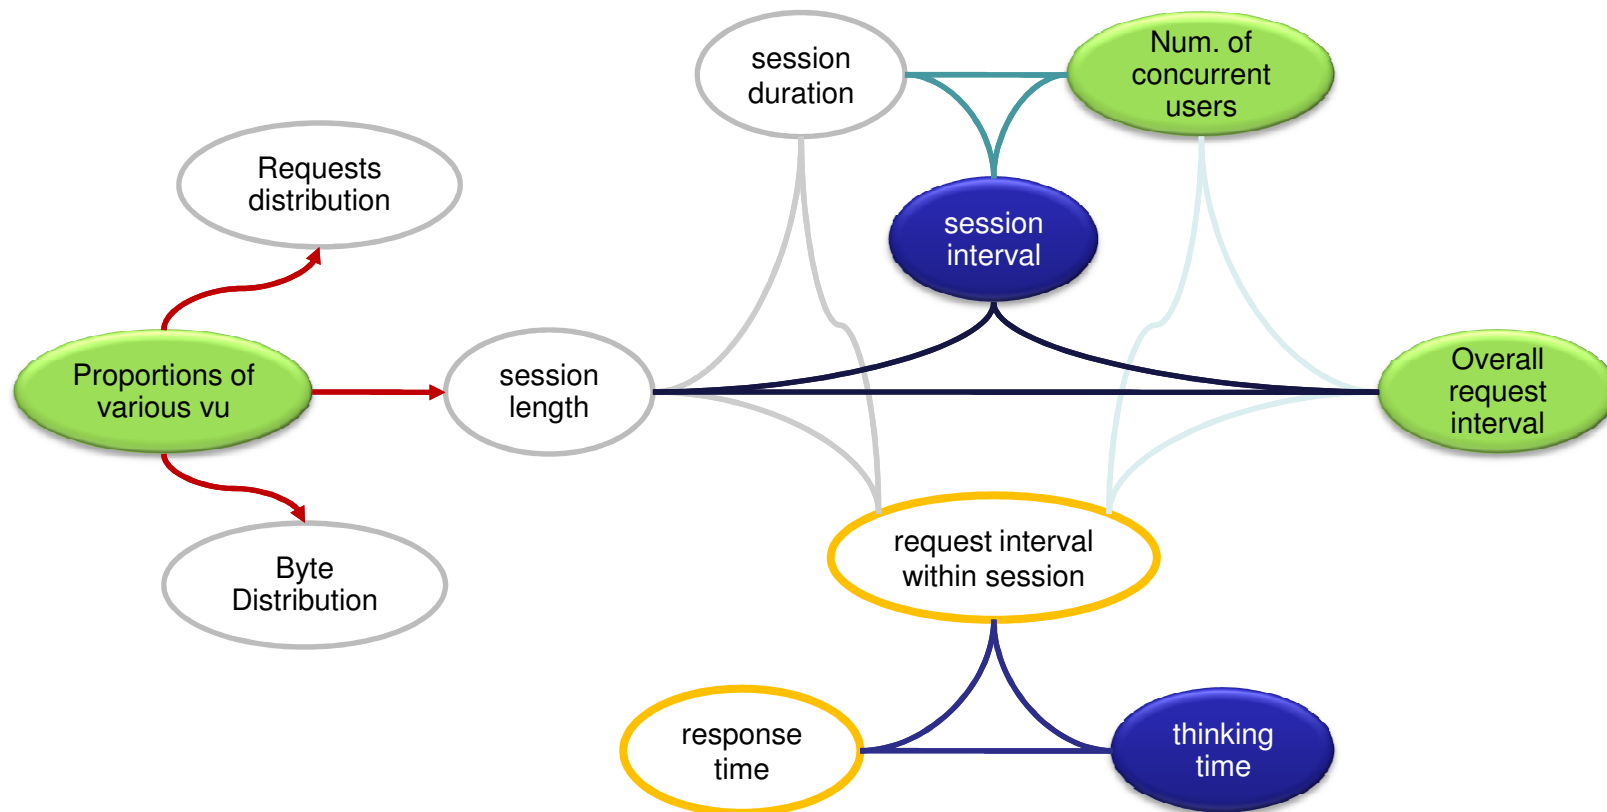 session
duration
Num. of
concurrent
users
Requests
distribution
session
interval
Proportions of
various vu
session
length
Overall
request
interval
request interval
within session
Byte
Distribution
response
time
thinking
time